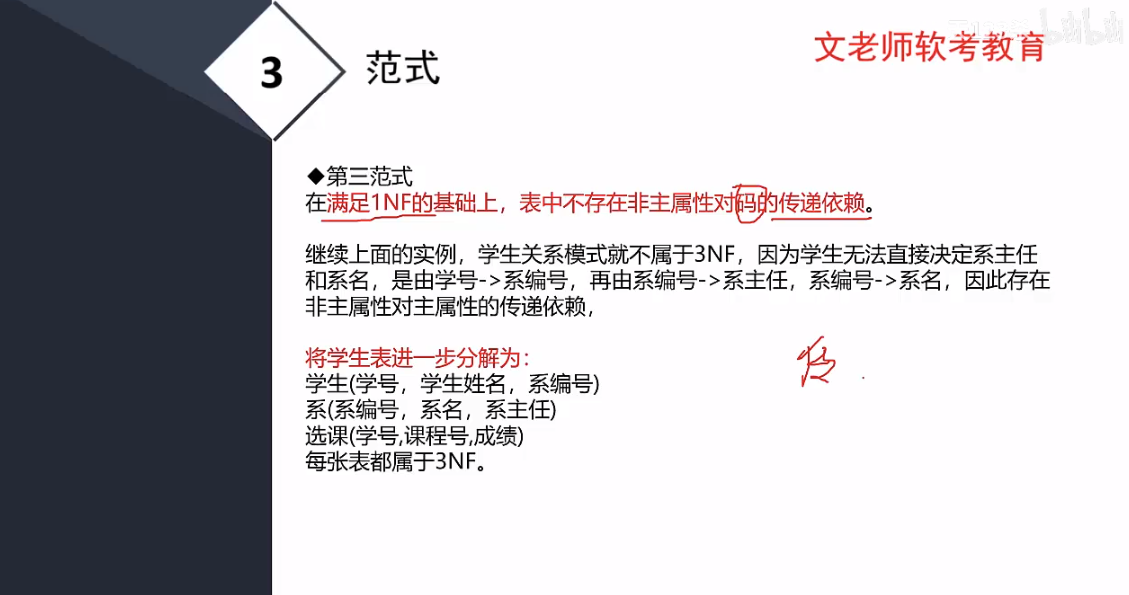 3
范式
文老师软考教育
◆第三范式
在满足1NF的基础上，表中不存在非主属性对码的传递依赖。
继续上面的实例，学生关系模式就不属于3NF，因为学生无法直接决定系主任
和系名，是由学号->系编号，再由系编号->系主任，系编号->系名，因此存在
非主属性对主属性的传递依赖，
将学生表进一步分解为：
学生(学号，学生姓名，系编号)
系(系编号，系名，系主任)
选课(学号,课程号,成绩)
每张表都属于3NF。